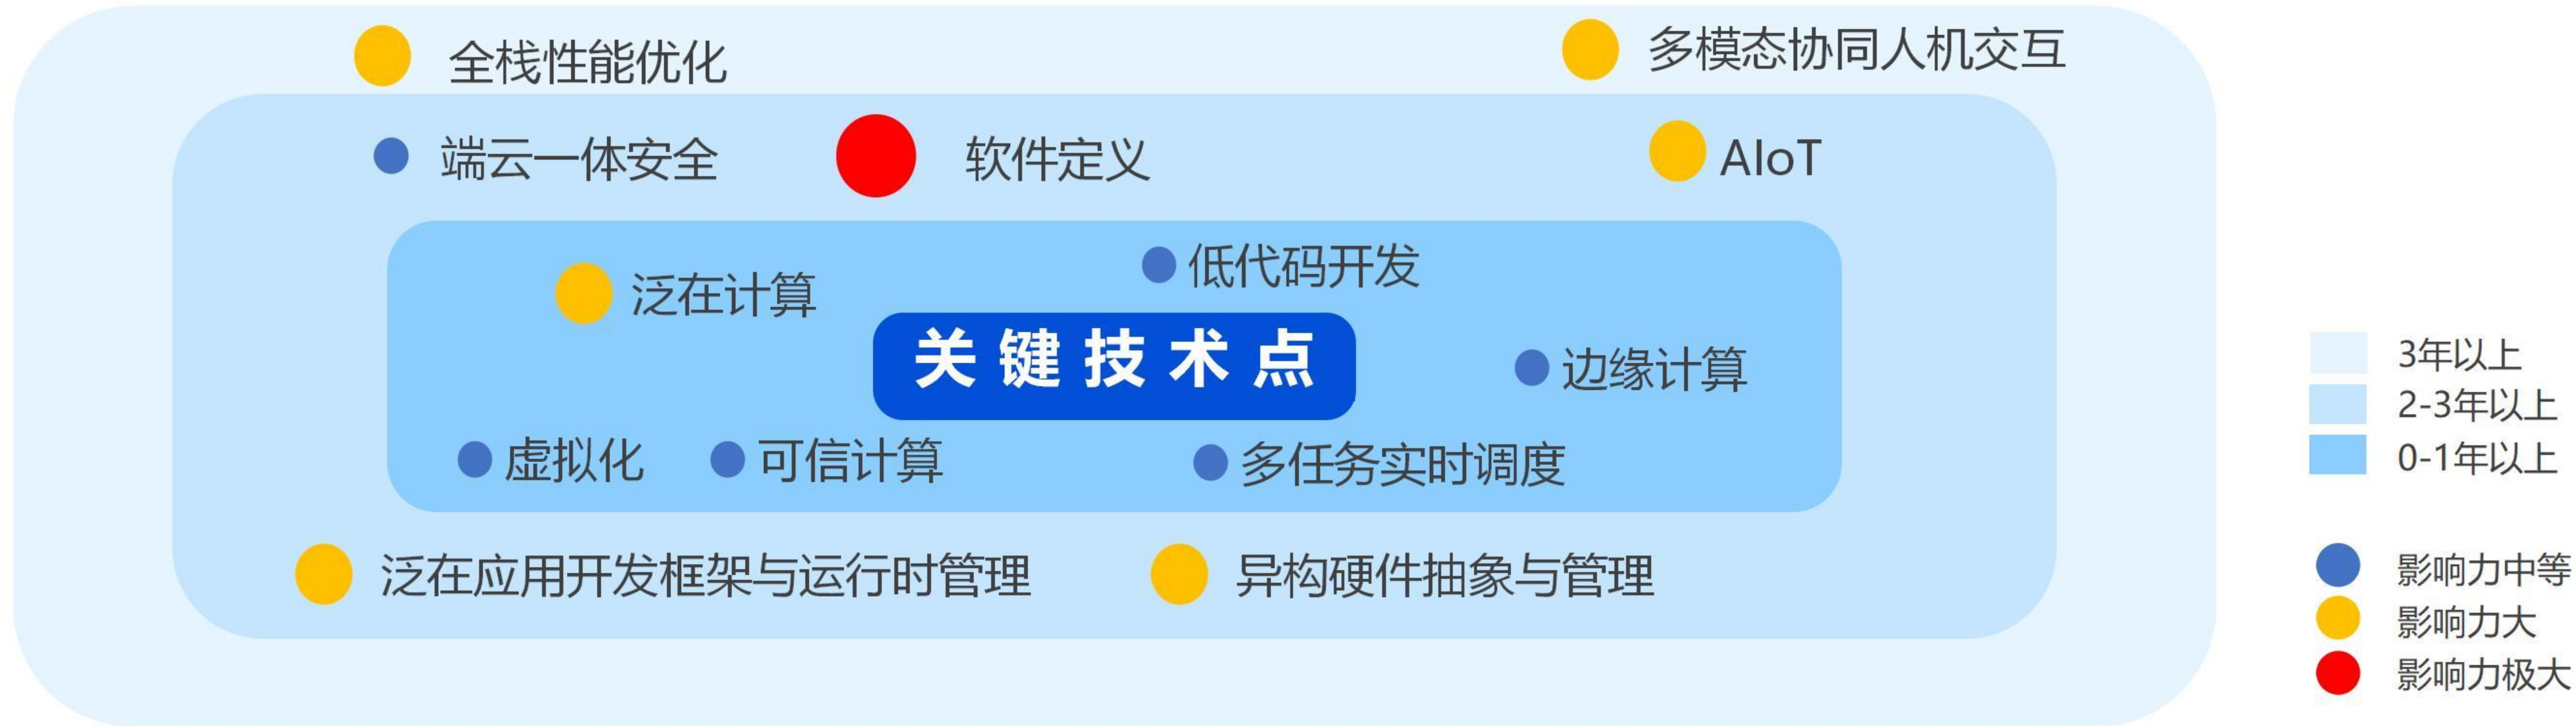 全栈性能优化
多模态协同人机交互
端云一体安全
软件定义
AIoT
低代码开发
泛在计算
关键技术点
边缘计算
虚拟化
可信计算
多任务实时调度
泛在应用开发框架与运行时管理
异构硬件抽象与管理
3年以上
2-3年以上
0-1年以上
影响力中等
影响力大
影响力极大